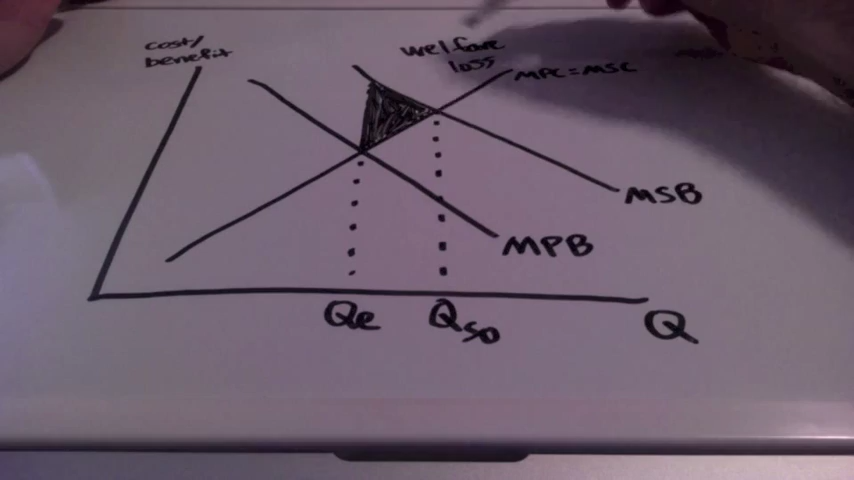 cost/
benefit
welfare
loss
MPC=MSC
MSB
MPB
Qe
Qso
Q